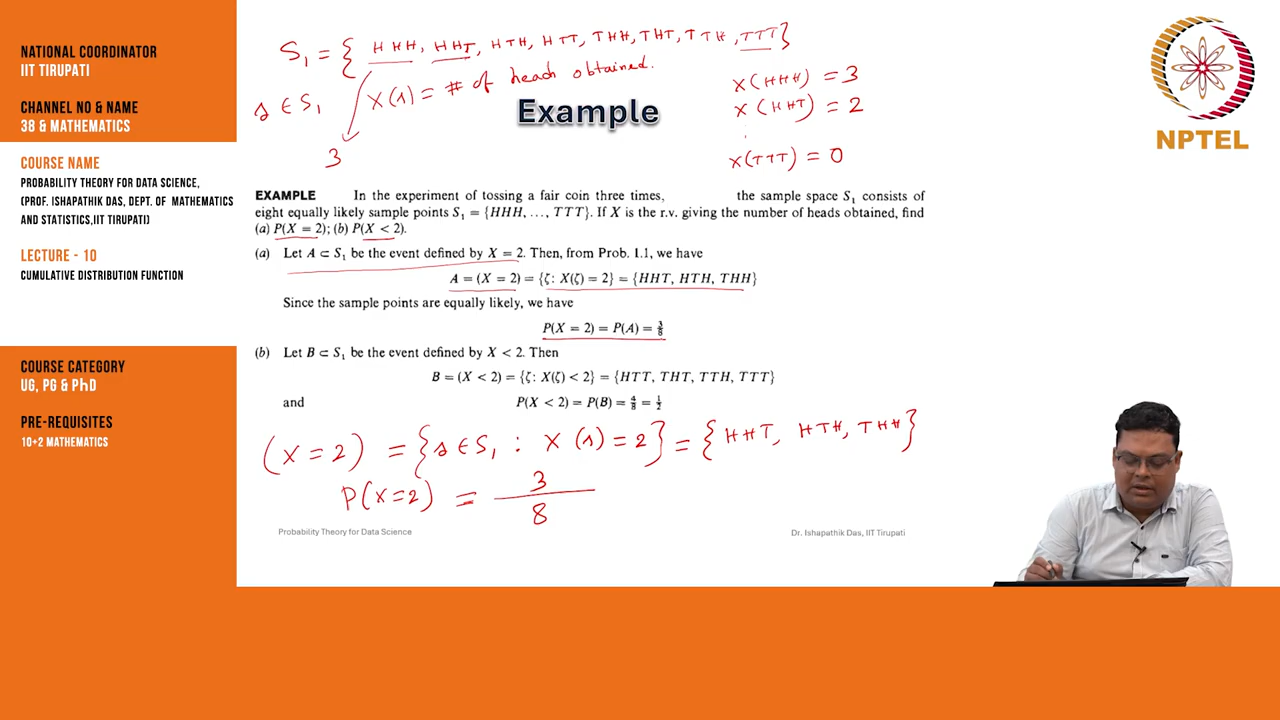 NATIONAL COORDINATOR
IIT TIRUPATI
CHANNEL NO & NAME
38 & MATHEMATICS
COURSE NAME
PROBABILITY THEORY FOR DATA SCIENCE,
(PROF. ISHAPATHIK DAS, DEPT. OF MATHEMATICS
AND STATISTICS,IIT TIRUPATI)
LECTURE - 10
CUMULATIVE DISTRIBUTION FUNCTION
COURSE CATEGORY
UG, PG & PhD
PRE-REQUISITES
10+2 MATHEMATICS
S₁ = { HHH, HHT, HTH, HTT, THH, THT, TTH, TTT}
s ∈ S₁ X(s) = # of heads obtained.
3
X(HHH) = 3
X(HHT) = 2
X(TTT) = 0
Example
NPTEL
EXAMPLE In the experiment of tossing a fair coin three times, the sample space S₁ consists of
eight equally likely sample points S₁ = {HHH, ..., TTT}. If X is the r.v. giving the number of heads obtained, find
(a) P(X = 2); (b) P(X < 2).
(a) Let A ⊂ S₁ be the event defined by X = 2. Then, from Prob. 1.1, we have
A = (X = 2) = {ζ: X(ζ) = 2} = {HHT, HTH, THH}
Since the sample points are equally likely, we have
P(X = 2) = P(A) = 3/8
(b) Let B ⊂ S₁ be the event defined by X < 2. Then
B = (X < 2) = {ζ: X(ζ) < 2} = {HTT, THT, TTH, TTT}
and P(X < 2) = P(B) = 4/8 = 1/2
(X = 2) = {s ∈ S₁ : X(s) = 2} = {HHT, HTH, THH}
P(X=2) = 3/8
Probability Theory for Data Science Dr. Ishapathik Das, IIT Tirupati